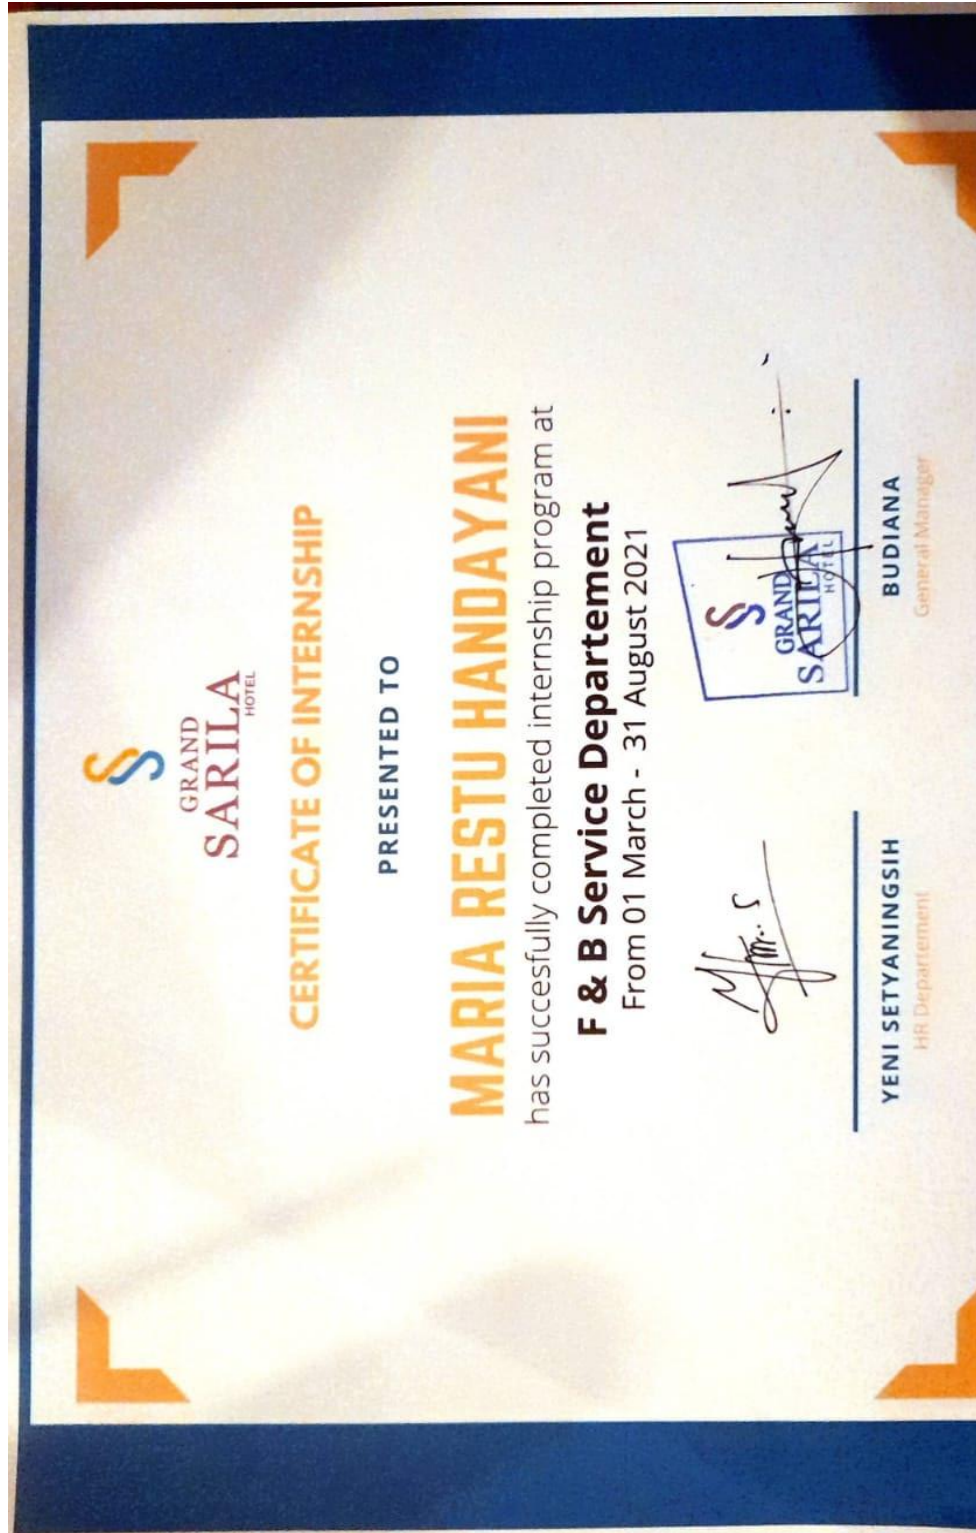 GRAND
SARILA
HOTEL
CERTIFICATE OF INTERNSHIP
PRESENTED TO
MARIA RESTU HANDAYANI
has succesfully completed internship program at
F & B Service Departement
From 01 March - 31 August 2021
GRAND
SARILA
HOTEL
YENI SETYANINGSIH
HR Departement
BUDIANA
General Manager